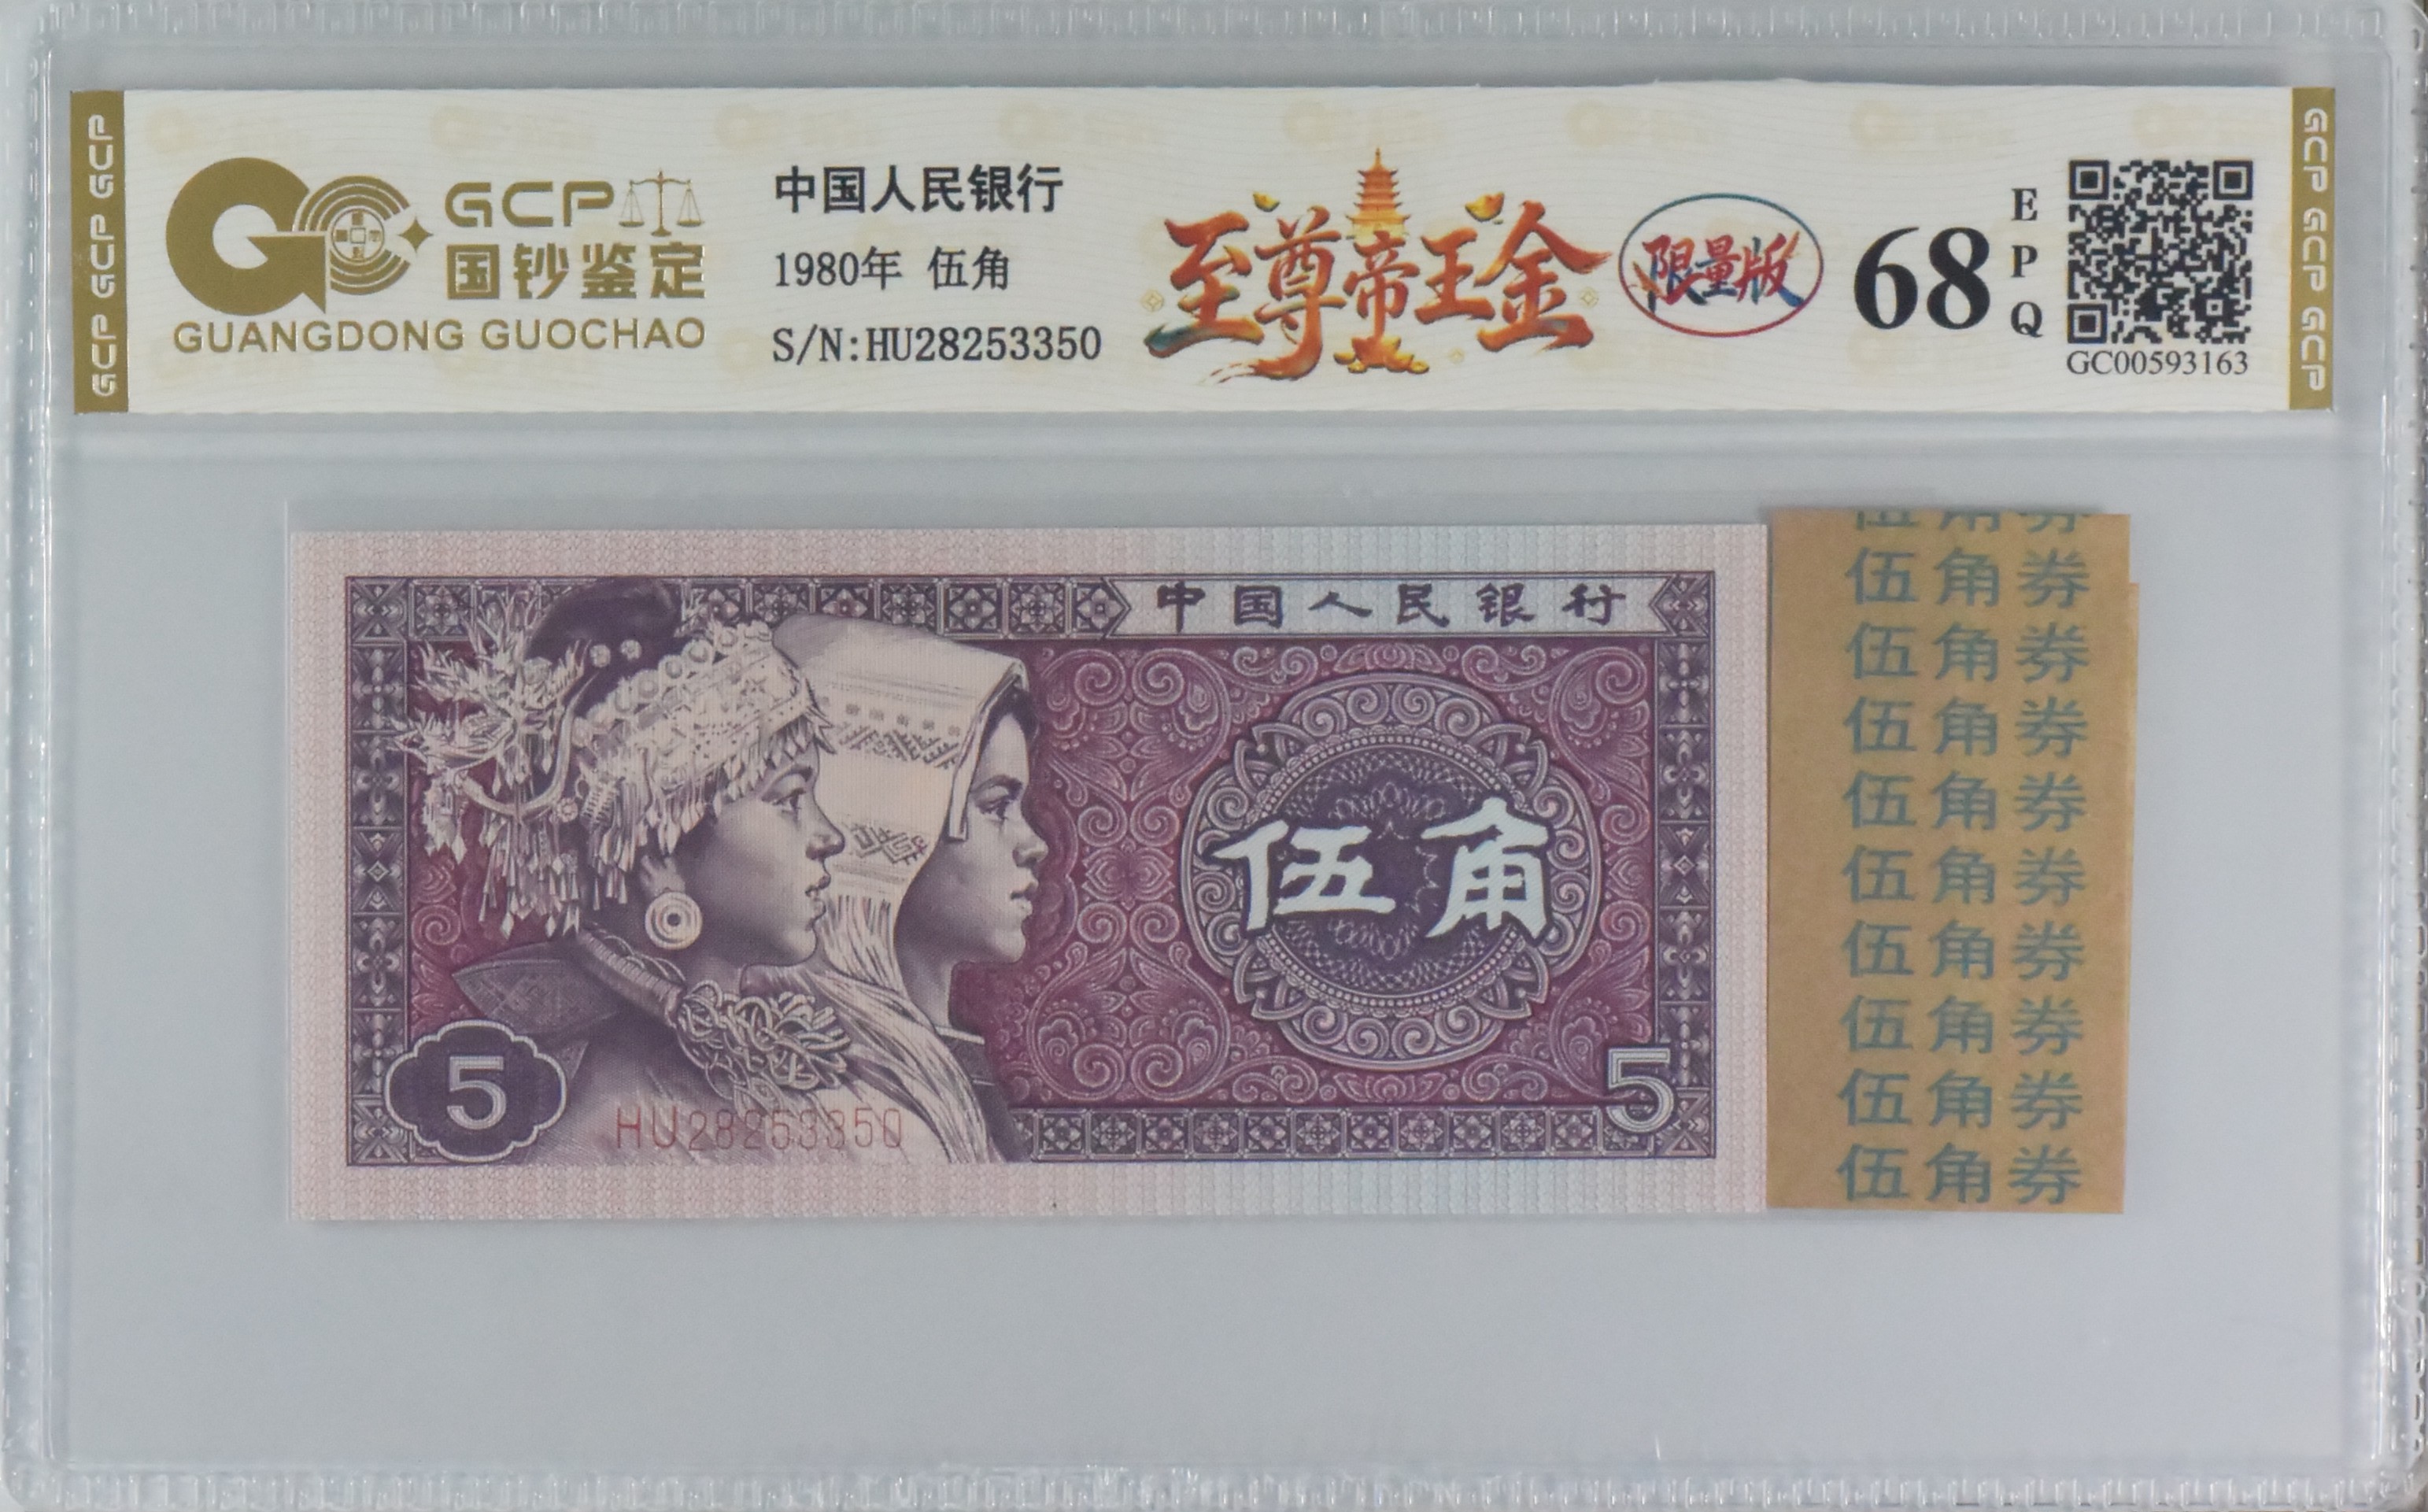 GCP GCP GCP
GCP
国钞鉴定
GUANGDONG GUOCHAO
中国人民银行
1980年 伍角
S/N:HU28253350
至尊帝王金
限量版
68
E
P
Q
GC00593163
GCP GCP GCP
中国人民银行
伍角
5
5
HU28253350
伍角券
伍角券
伍角券
伍角券
伍角券
伍角券
伍角券
伍角券
伍角券
伍角券